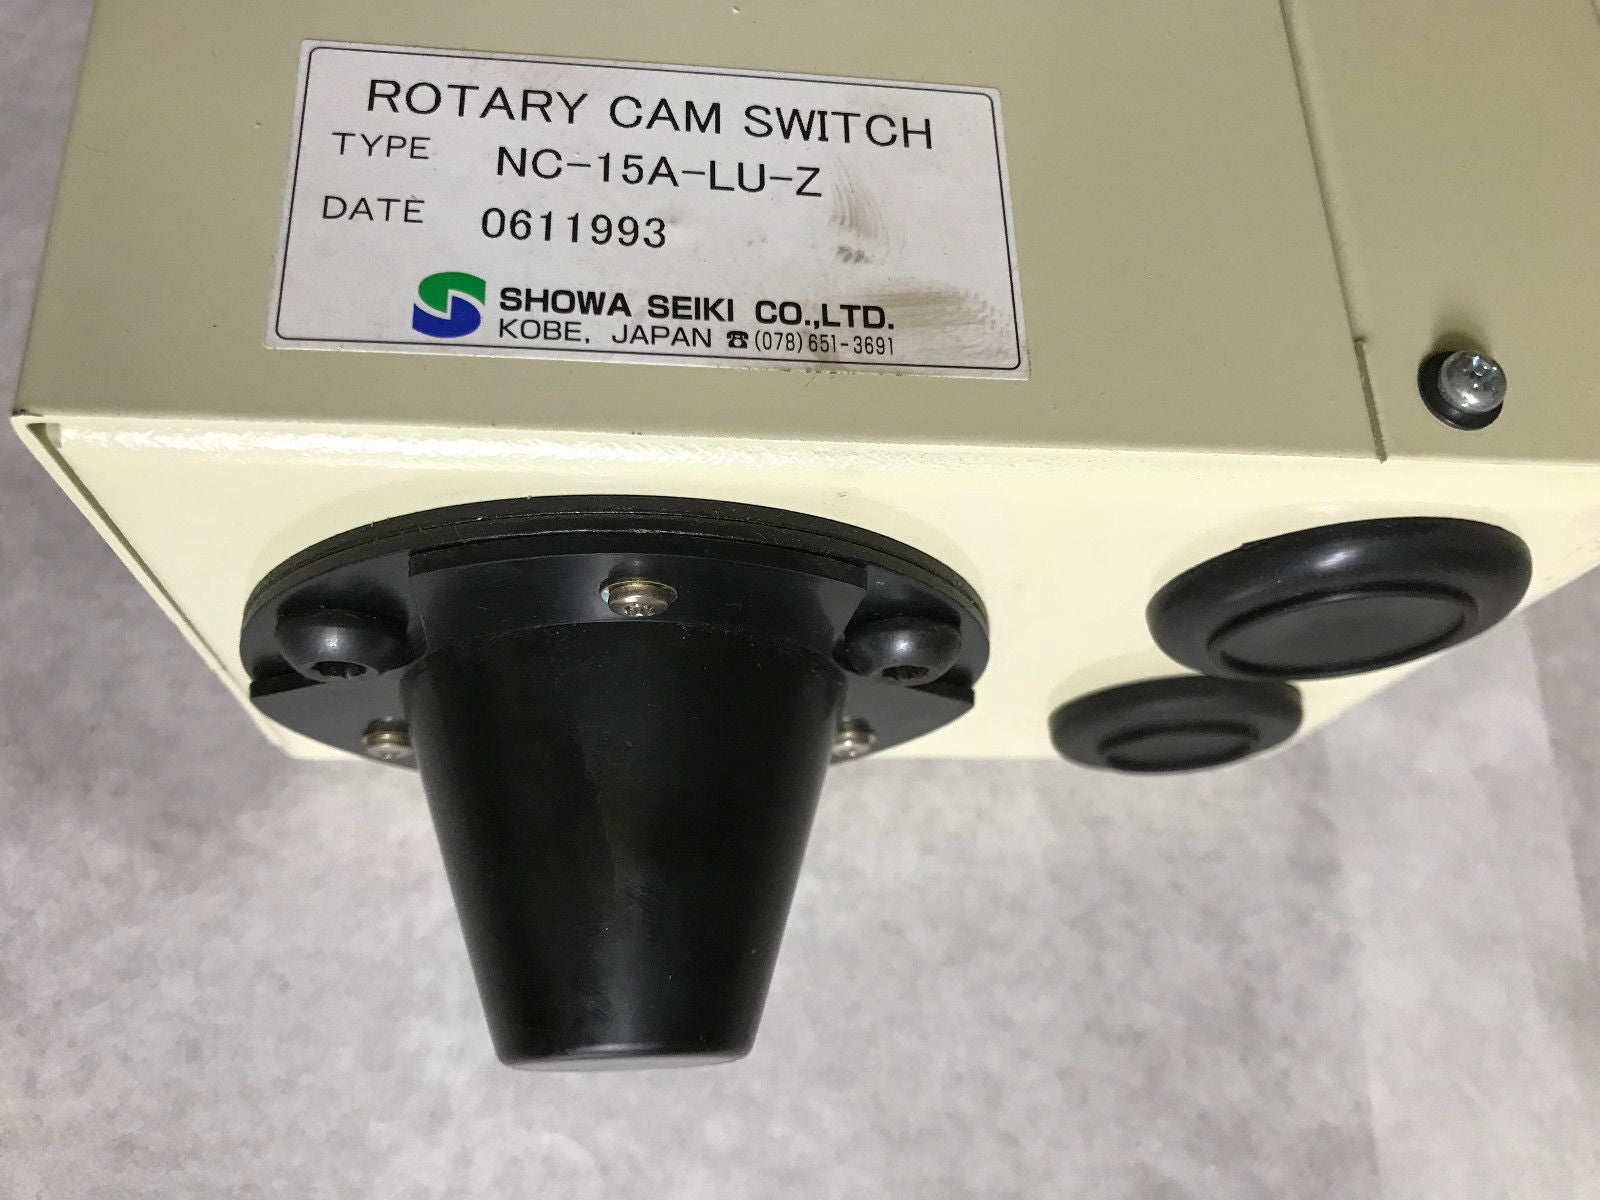 ROTARY CAM SWITCH
TYPE NC-15A-LU-Z
DATE 0611993
SHOWA SEIKI CO.,LTD.
KOBE, JAPAN ☎(078)651-3691